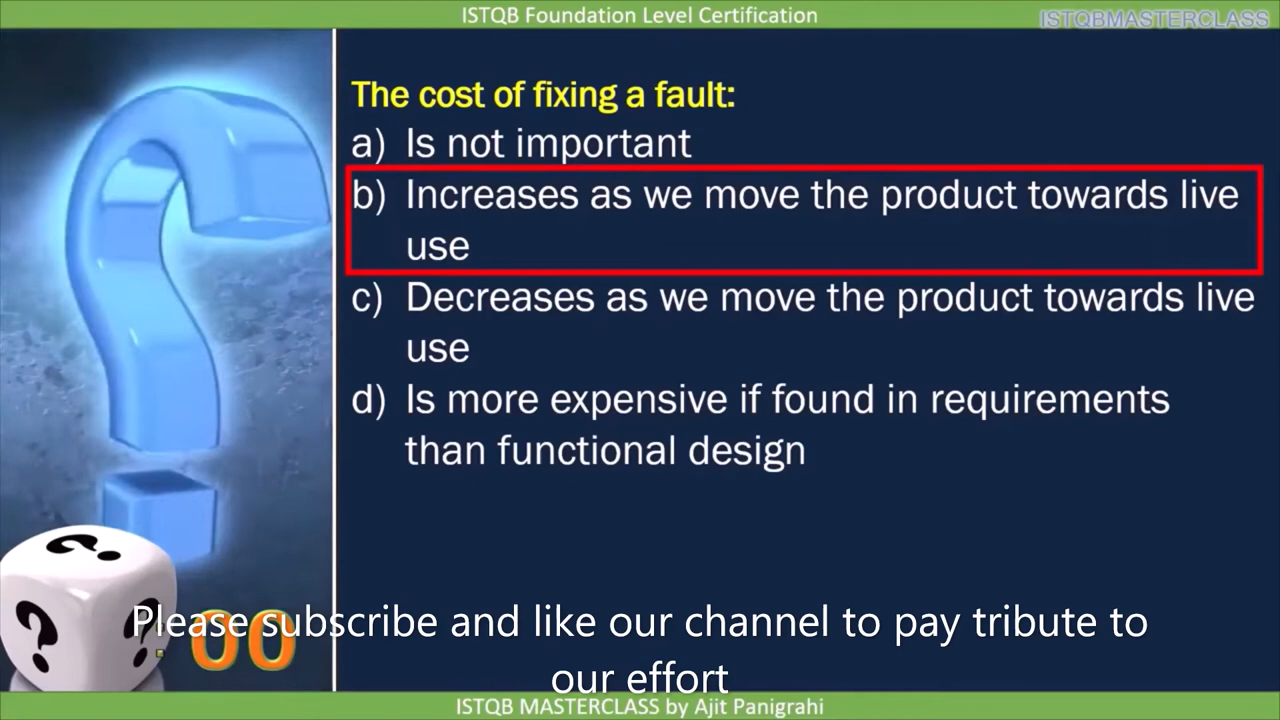 ISTQB Foundation Level Certification
ISTQBMASTERCLASS
The cost of fixing a fault:
a) Is not important
b) Increases as we move the product towards live
use
c) Decreases as we move the product towards live
use
d) Is more expensive if found in requirements
than functional design
? ? ?
:00
Please subscribe and like our channel to pay tribute to
our effort
ISTQB MASTERCLASS by Ajit Panigrahi